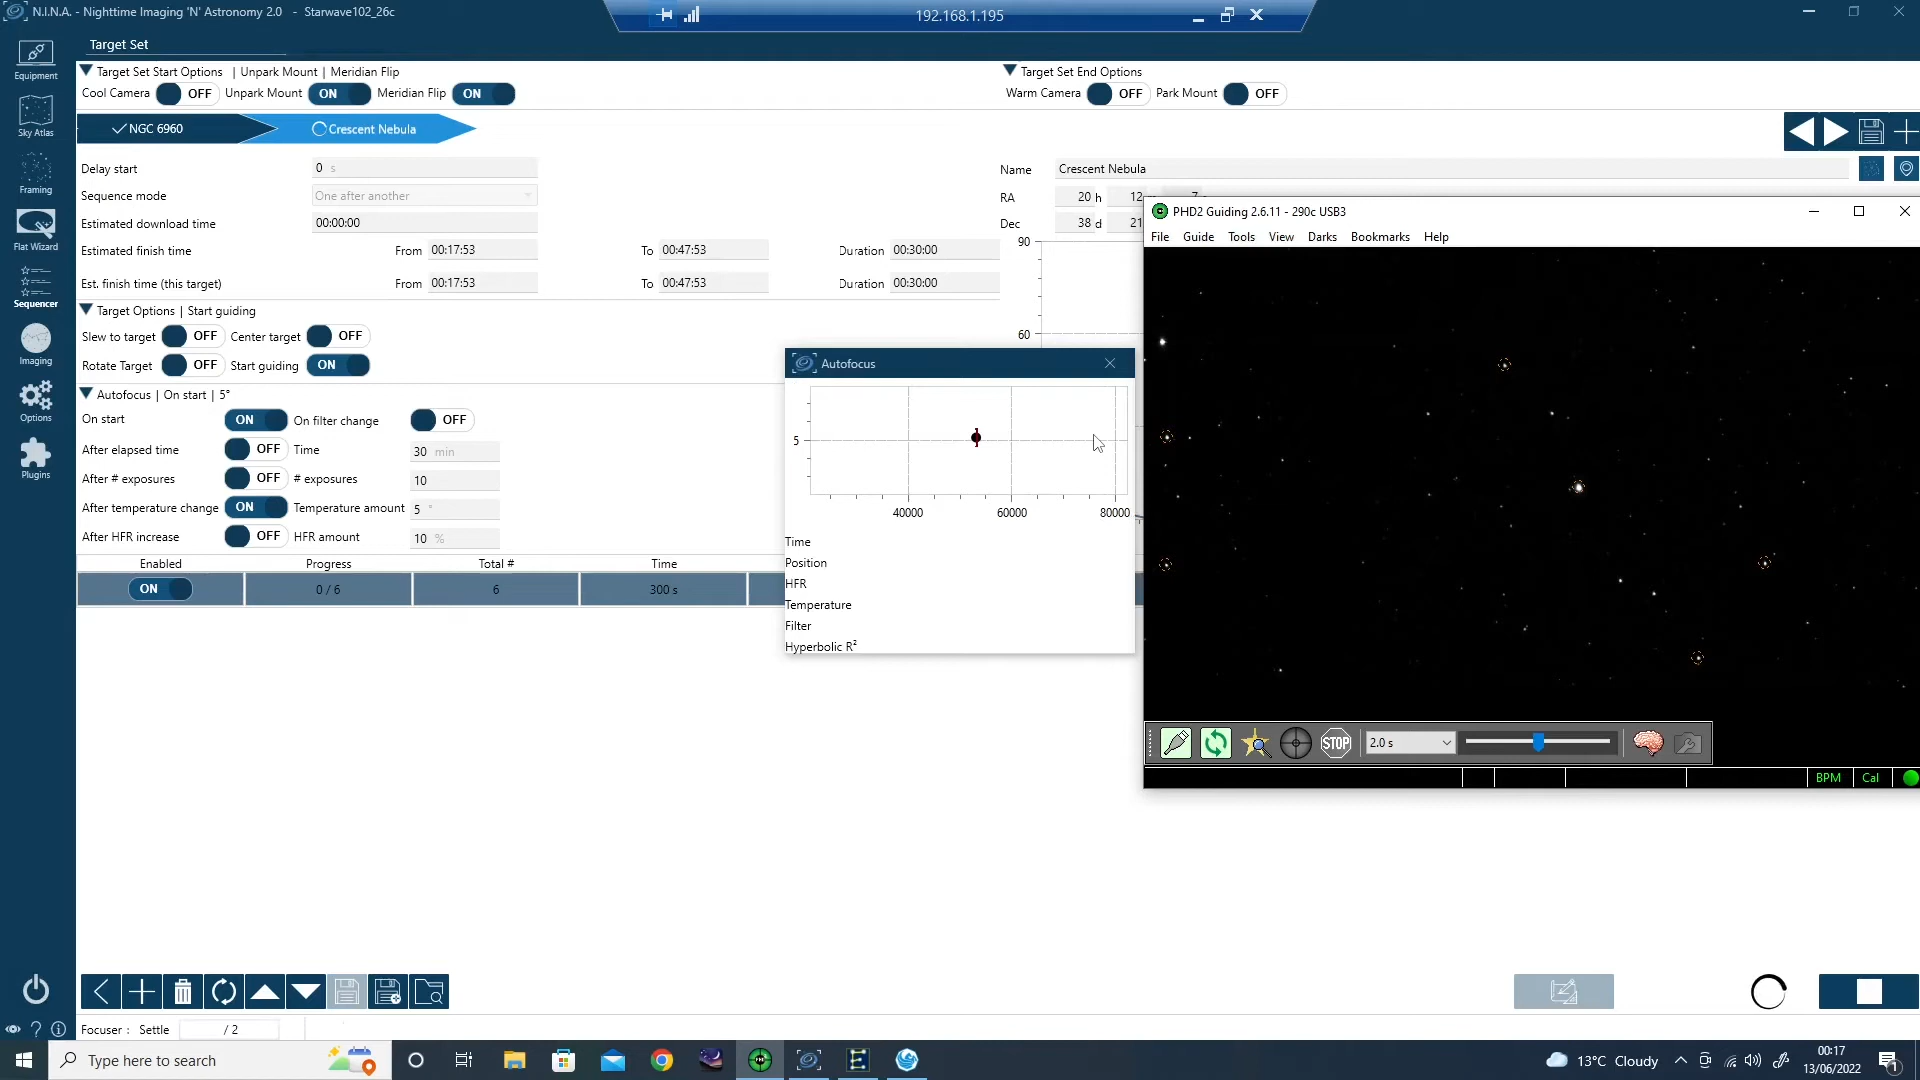 N.I.N.A. - Nighttime Imaging 'N' Astronomy 2.0 - Starwave102_26c
192.168.1.195
Equipment
Sky Atlas
Framing
Flat Wizard
Sequencer
Imaging
Options
Plugins
Target Set
Target Set Start Options | Unpark Mount | Meridian Flip
Cool Camera OFF Unpark Mount ON Meridian Flip ON
Target Set End Options
Warm Camera OFF Park Mount OFF
NGC 6960 Crescent Nebula
Delay start 0 s
Sequence mode One after another
Estimated download time 00:00:00
Estimated finish time From 00:17:53 To 00:47:53 Duration 00:30:00
Est. finish time (this target) From 00:17:53 To 00:47:53 Duration 00:30:00
Name Crescent Nebula
RA 20 h 12
Dec 38 d 21
90
60
Target Options | Start guiding
Slew to target OFF Center target OFF
Rotate Target OFF Start guiding ON
Autofocus | On start | 5°
On start ON On filter change OFF
After elapsed time OFF Time 30 min
After # exposures OFF # exposures 10
After temperature change ON Temperature amount 5 °
After HFR increase OFF HFR amount 10 %
Enabled Progress Total # Time
ON 0 / 6 6 300 s
Autofocus
5
40000 60000 80000
Time
Position
HFR
Temperature
Filter
Hyperbolic R²
PHD2 Guiding 2.6.11 - 290c USB3
File Guide Tools View Darks Bookmarks Help
STOP
2.0 s
BPM Cal
Focuser : Settle / 2
Type here to search
13°C Cloudy
00:17
13/06/2022
1